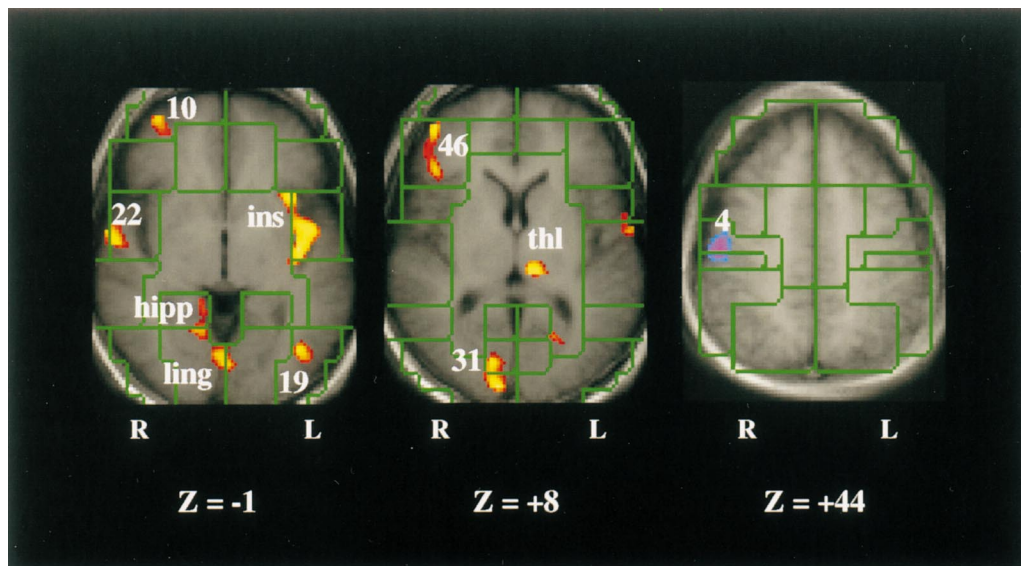 10
22
ins
hipp
ling
19
46
thl
31
4
R L R L R L
Z = -1 Z = +8 Z = +44